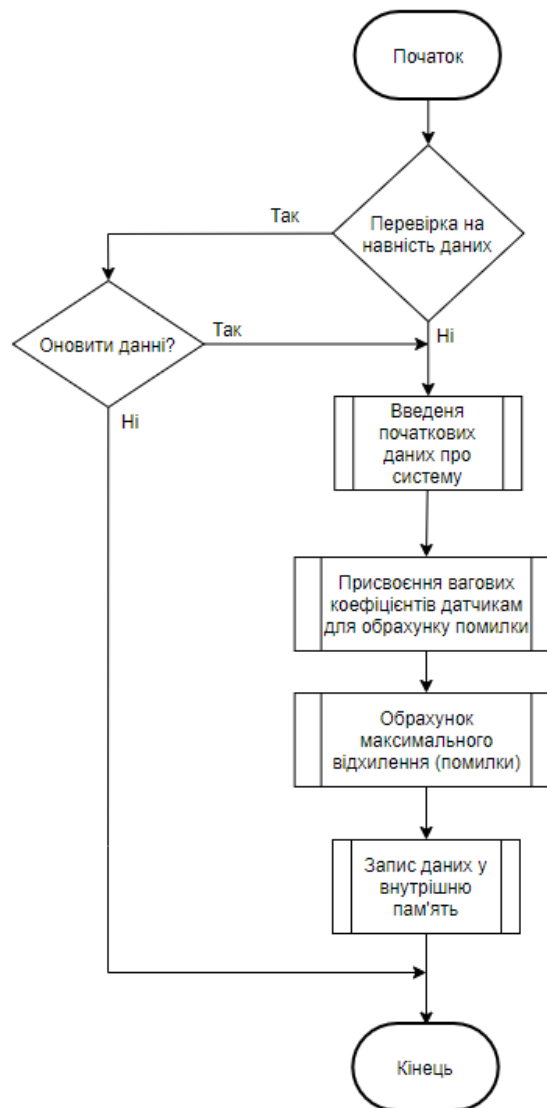 Початок
Перевірка на
навність даних
Так
Оновити данні?
Так
Ні
Ні
Введеня
початкових
даних про
систему
Присвоєння вагових
коефіцієнтів датчикам
для обрахунку помилки
Обрахунок
максимального
відхилення (помилки)
Запис даних у
внутрішню
пам'ять
Кінець